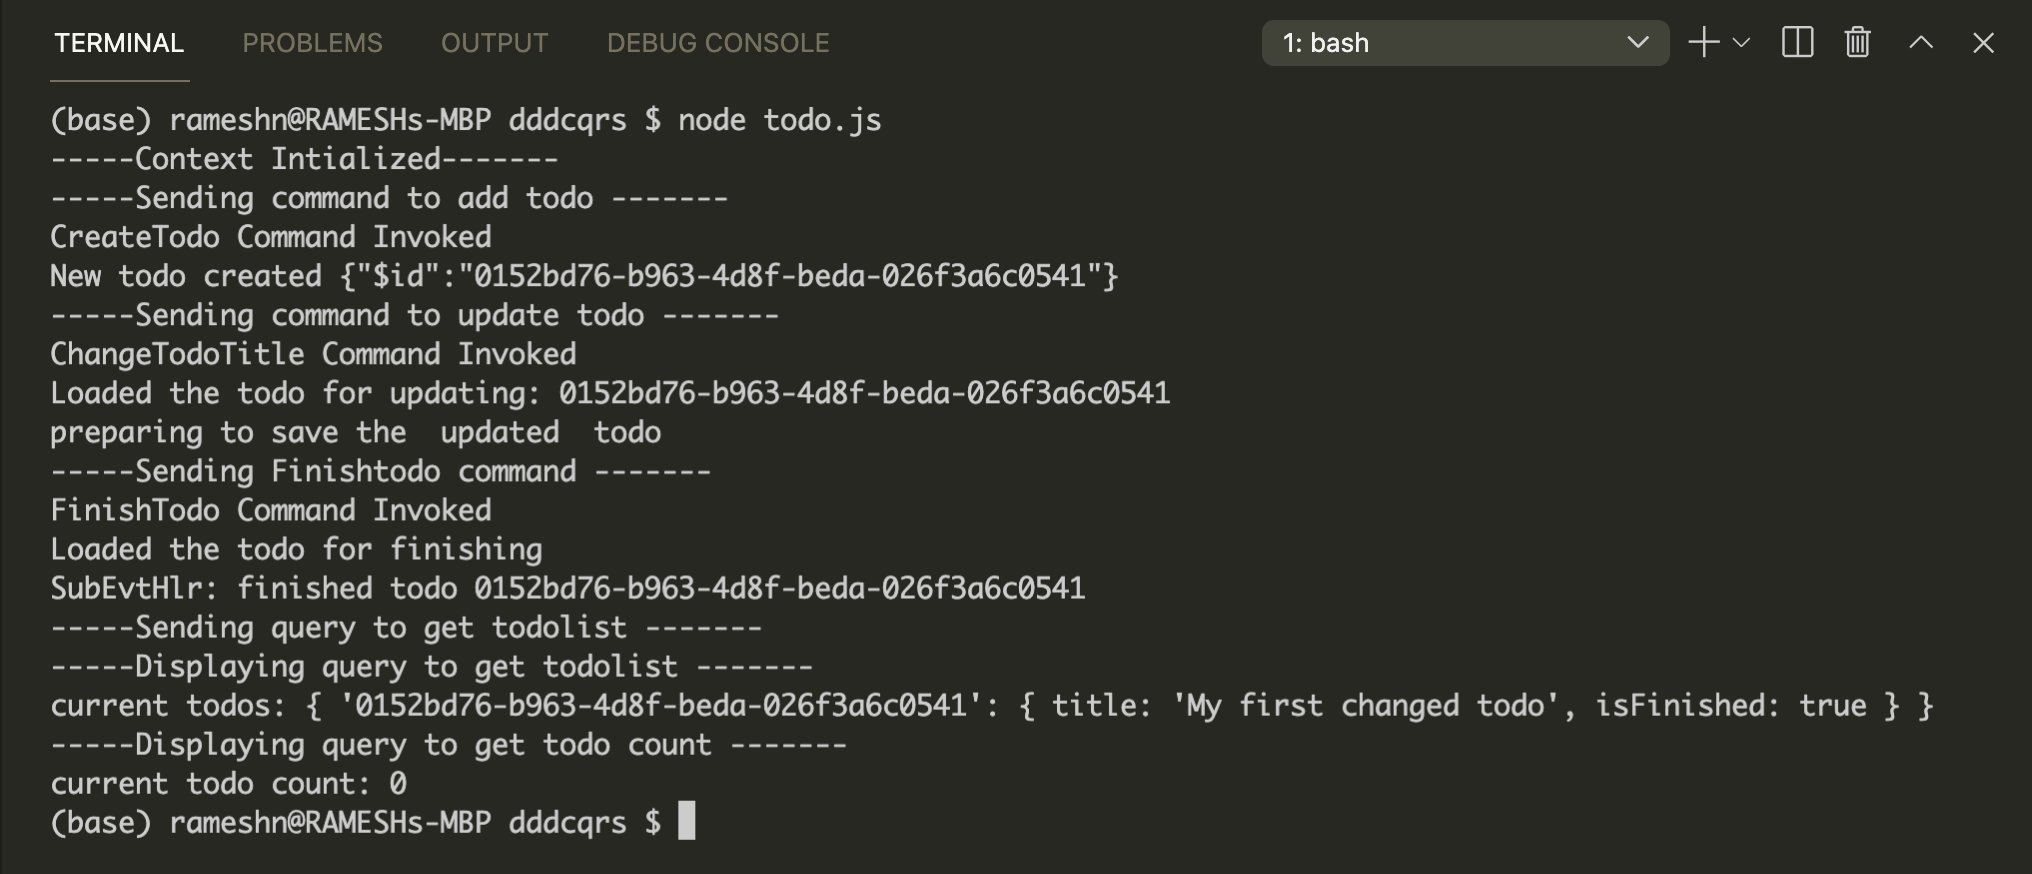 TERMINAL PROBLEMS OUTPUT DEBUG CONSOLE 1: bash
(base) rameshn@RAMESHs-MBP dddcqrs $ node todo.js
-----Context Intialized-------
-----Sending command to add todo -------
CreateTodo Command Invoked
New todo created {"$id":"0152bd76-b963-4d8f-beda-026f3a6c0541"}
-----Sending command to update todo -------
ChangeTodoTitle Command Invoked
Loaded the todo for updating: 0152bd76-b963-4d8f-beda-026f3a6c0541
preparing to save the  updated  todo
-----Sending Finishtodo command -------
FinishTodo Command Invoked
Loaded the todo for finishing
SubEvtHlr: finished todo 0152bd76-b963-4d8f-beda-026f3a6c0541
-----Sending query to get todolist -------
-----Displaying query to get todolist -------
current todos: { '0152bd76-b963-4d8f-beda-026f3a6c0541': { title: 'My first changed todo', isFinished: true } }
-----Displaying query to get todo count -------
current todo count: 0
(base) rameshn@RAMESHs-MBP dddcqrs $